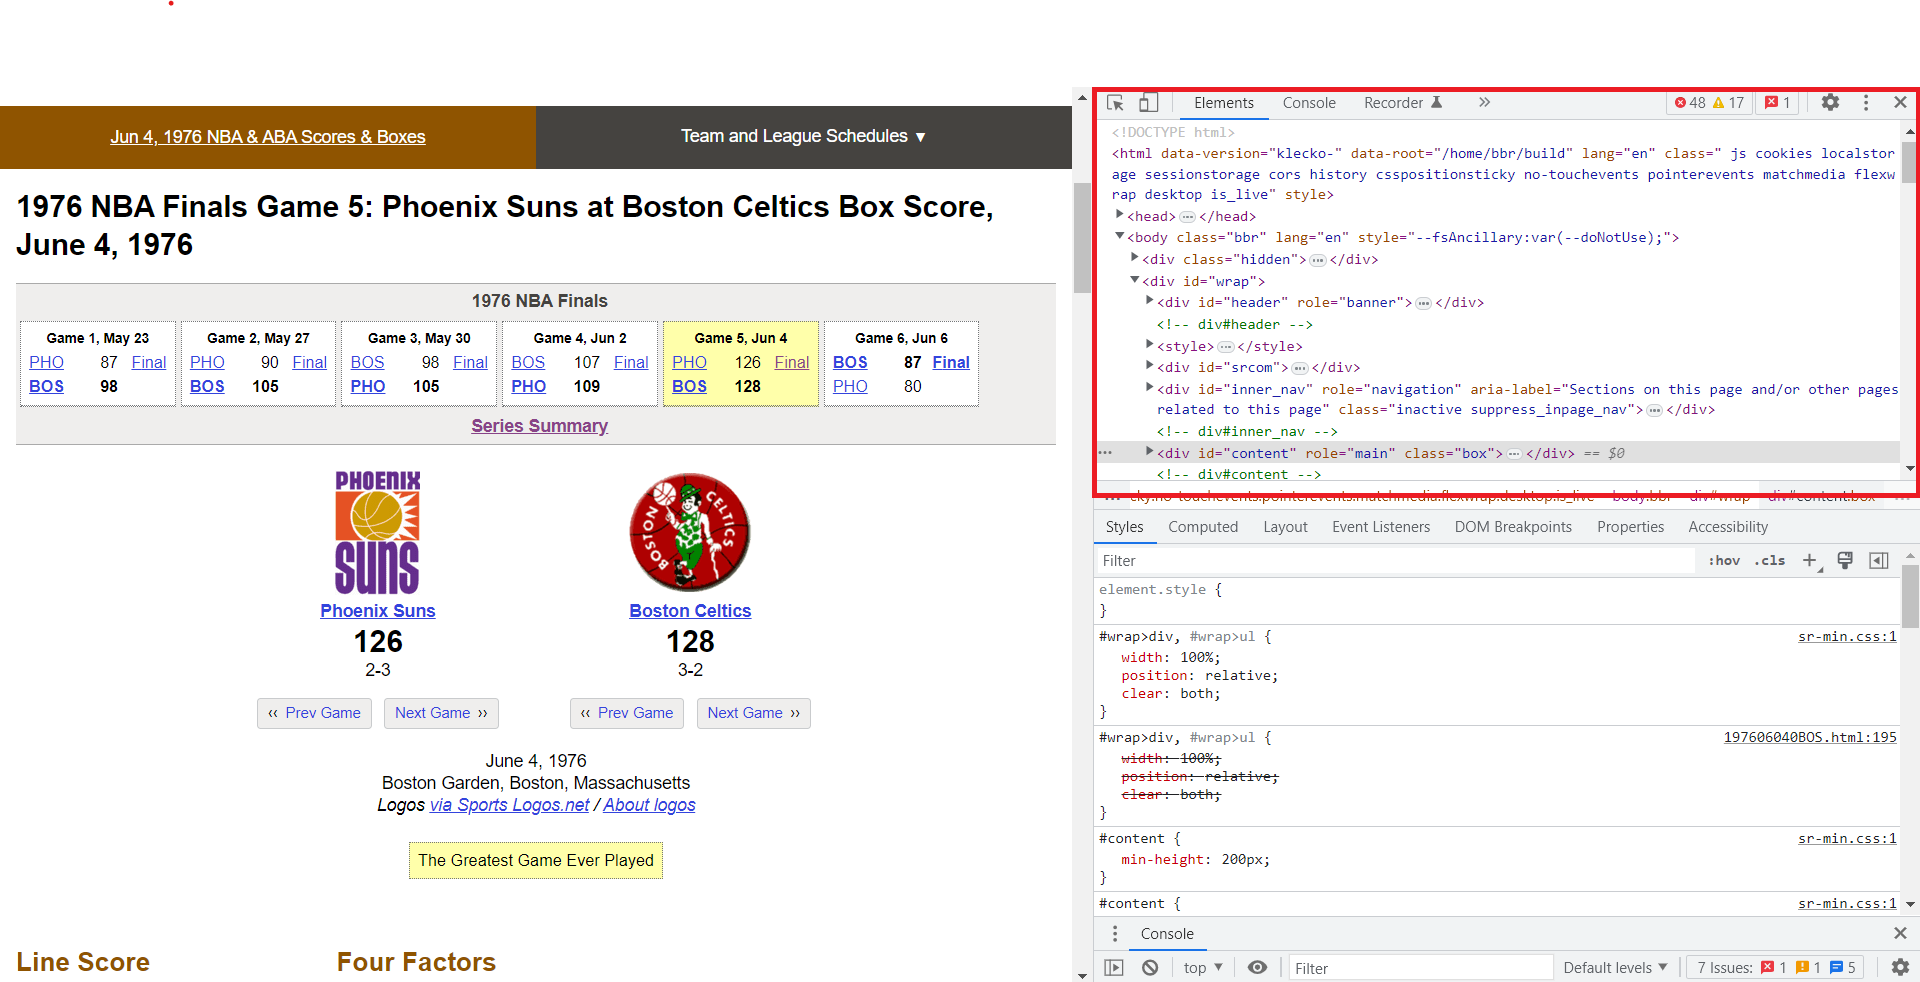 Jun 4, 1976 NBA & ABA Scores & Boxes
Team and League Schedules ▼
1976 NBA Finals Game 5: Phoenix Suns at Boston Celtics Box Score,
June 4, 1976
1976 NBA Finals
Game 1, May 23
PHO 87 Final
BOS 98
Game 2, May 27
PHO 90 Final
BOS 105
Game 3, May 30
BOS 98 Final
PHO 105
Game 4, Jun 2
BOS 107 Final
PHO 109
Game 5, Jun 4
PHO 126 Final
BOS 128
Game 6, Jun 6
BOS 87 Final
PHO 80
Series Summary
PHOENIX
SUNS
BOSTON CELTICS
Phoenix Suns
126
2-3
‹‹ Prev Game
Next Game ››
Boston Celtics
128
3-2
‹‹ Prev Game
Next Game ››
June 4, 1976
Boston Garden, Boston, Massachusetts
Logos via Sports Logos.net / About logos
The Greatest Game Ever Played
Line Score
Four Factors
Elements Console Recorder » 48 17 1
<!DOCTYPE html>
<html data-version="klecko-" data-root="/home/bbr/build" lang="en" class=" js cookies localstor
age sessionstorage cors history csspositionsticky no-touchevents pointerevents matchmedia flexw
rap desktop is_live" style>
<head>…</head>
<body class="bbr" lang="en" style="--fsAncillary:var(--doNotUse);">
<div class="hidden">…</div>
<div id="wrap">
<div id="header" role="banner">…</div>
<!-- div#header -->
<style>…</style>
<div id="srcom">…</div>
<div id="inner_nav" role="navigation" aria-label="Sections on this page and/or other pages
related to this page" class="inactive suppress_inpage_nav">…</div>
<!-- div#inner_nav -->
<div id="content" role="main" class="box">…</div> == $0
<!-- div#content -->
… cky.no-touchevents.pointerevents.matchmedia.flexwrap.desktop.is_live body.bbr div#wrap div#content.box …
Styles Computed Layout Event Listeners DOM Breakpoints Properties Accessibility
Filter :hov .cls +
element.style {
}
#wrap>div, #wrap>ul { sr-min.css:1
width: 100%;
position: relative;
clear: both;
}
#wrap>div, #wrap>ul { 197606040BOS.html:195
width: 100%;
position: relative;
clear: both;
}
#content { sr-min.css:1
min-height: 200px;
}
#content { sr-min.css:1
Console
top ▼ Filter Default levels ▼ 7 Issues: 1 1 5